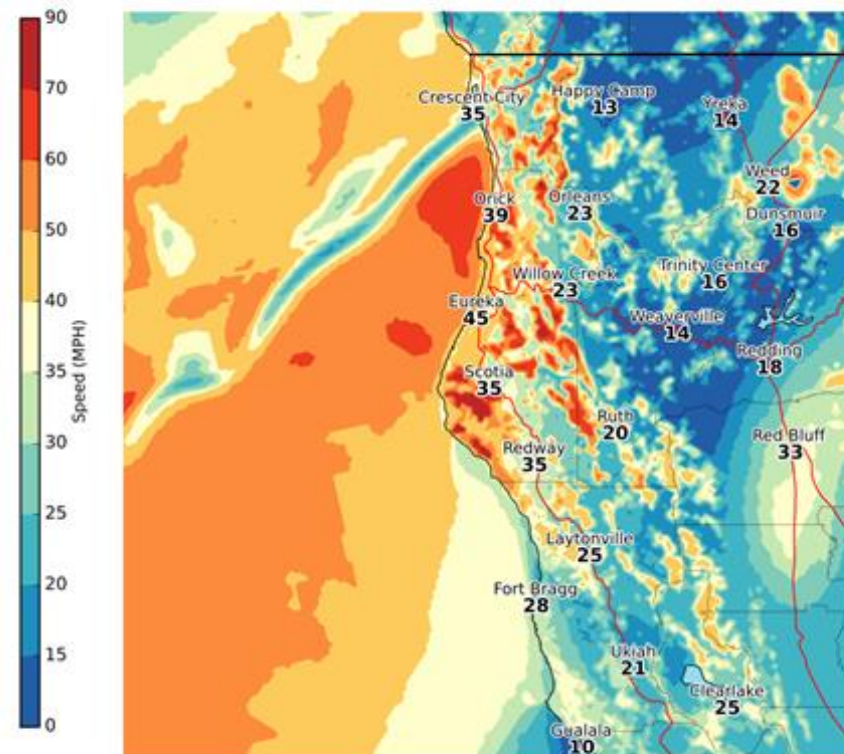 90
70
60
50
40
35
30
25
20
15
0
Speed (MPH)
Crescent City
35
Happy Camp
13
Yreka
14
Weed
22
Orick
39
Orleans
23
Dunsmuir
16
Willow Creek
23
Trinity Center
16
Eureka
45
Weaverville
14
Redding
18
Scotia
35
Ruth
20
Redway
35
Red Bluff
33
Laytonville
25
Fort Bragg
28
Ukiah
21
Clearlake
25
Gualala
10